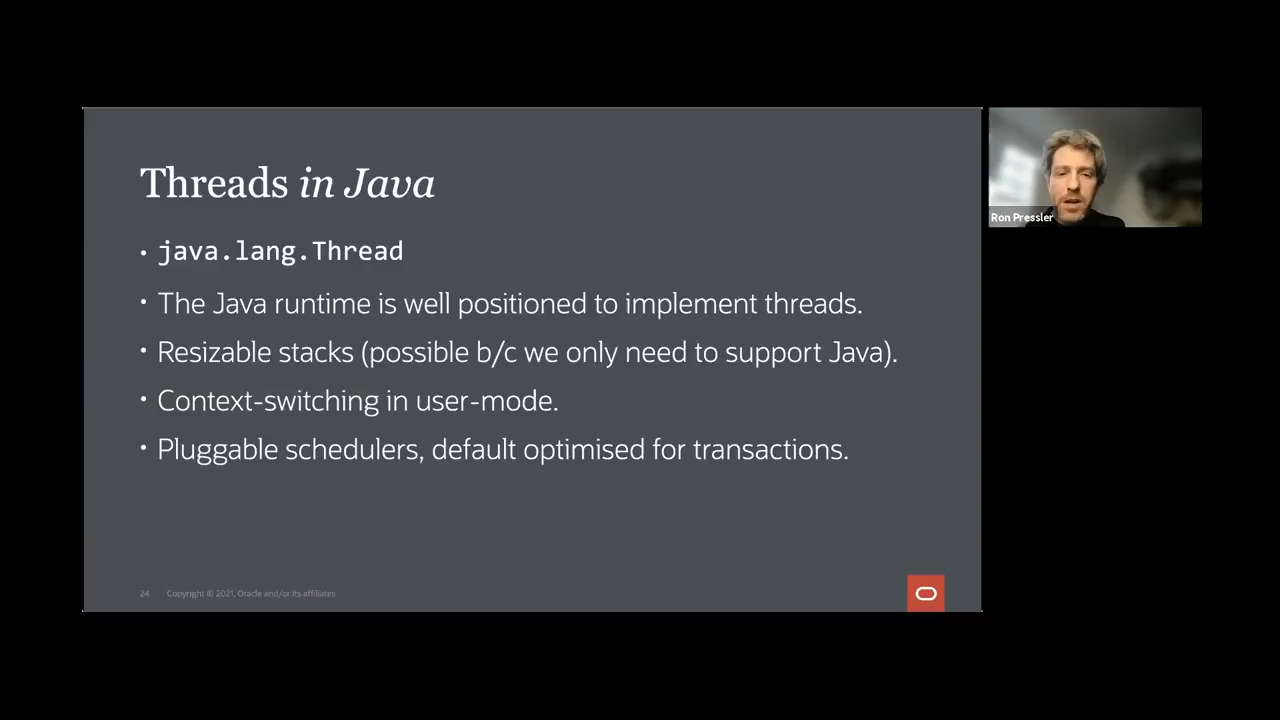 Threads in Java
• java.lang.Thread
• The Java runtime is well positioned to implement threads.
• Resizable stacks (possible b/c we only need to support Java).
• Context-switching in user-mode.
• Pluggable schedulers, default optimised for transactions.
24 Copyright © 2021, Oracle and/or its affiliates
Ron Pressler